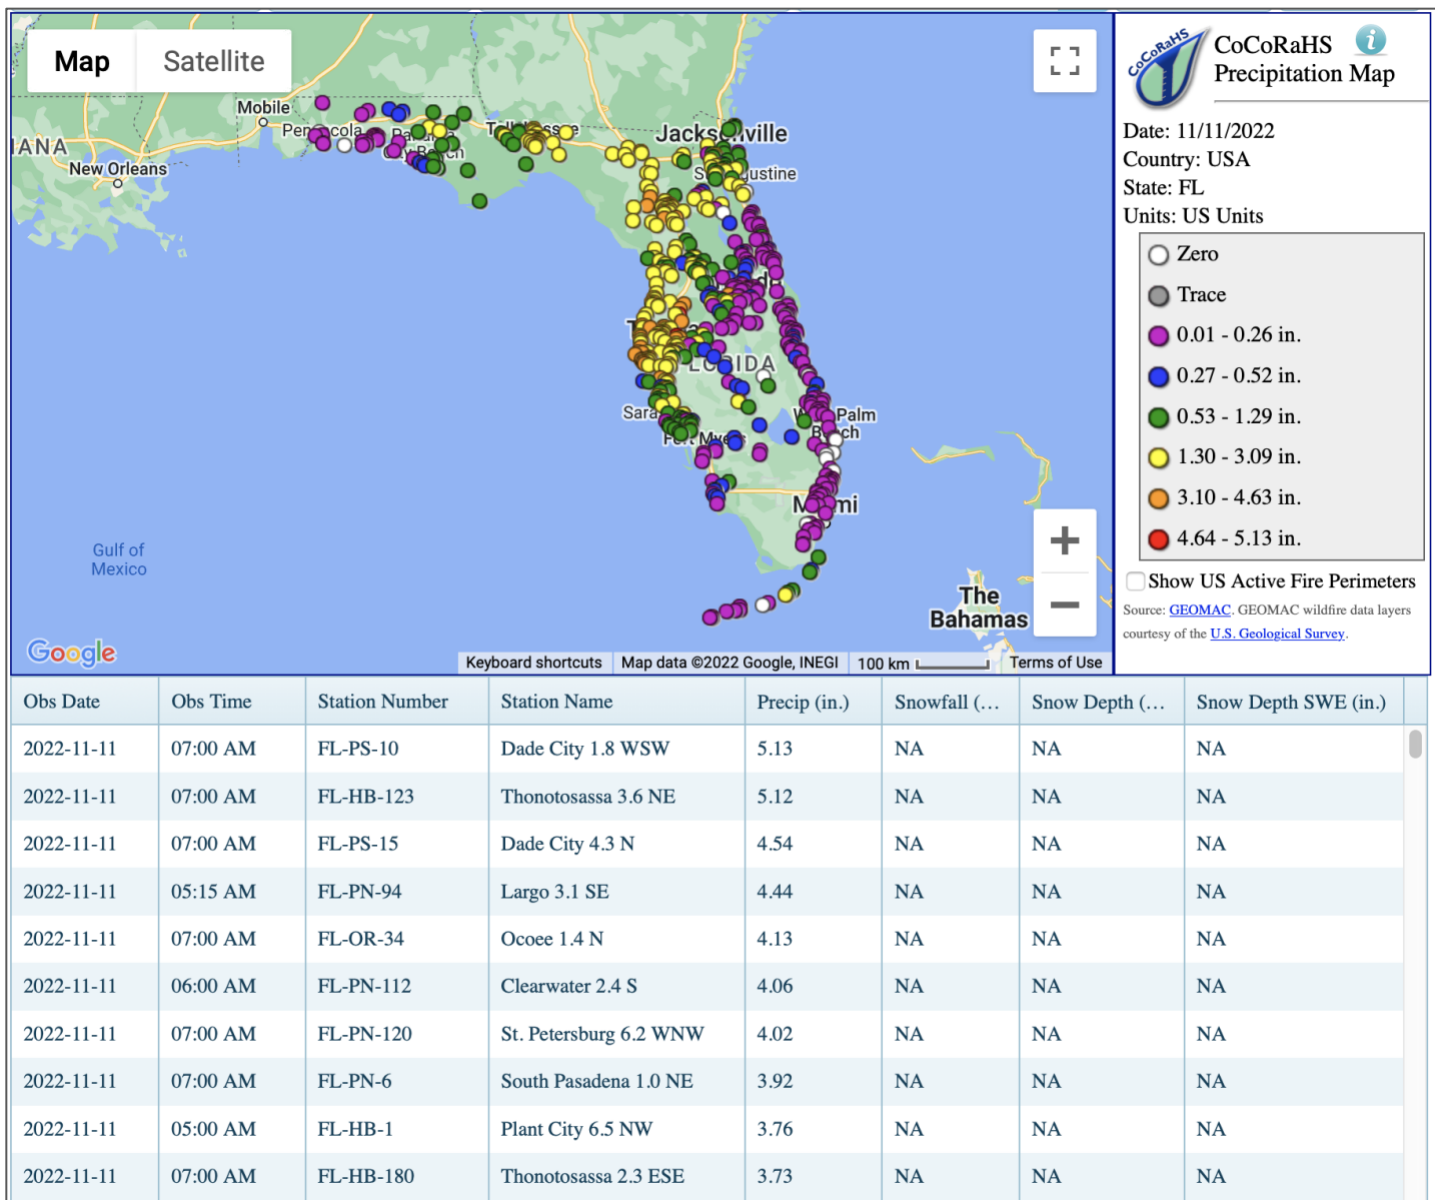 Map
Satellite
Mobile
Jacksonville
IANA
New Orleans
FLORIDA
Palm
Miami
Gulf of
Mexico
The
Bahamas
Google
Keyboard shortcuts
Map data ©2022 Google, INEGI
100 km
Terms of Use
CoCoRaHS
CoCoRaHS
Precipitation Map
i
Date: 11/11/2022
Country: USA
State: FL
Units: US Units
Zero
Trace
0.01 - 0.26 in.
0.27 - 0.52 in.
0.53 - 1.29 in.
1.30 - 3.09 in.
3.10 - 4.63 in.
4.64 - 5.13 in.
Show US Active Fire Perimeters
Source: GEOMAC. GEOMAC wildfire data layers
courtesy of the U.S. Geological Survey.
Obs Date Obs Time Station Number Station Name Precip (in.) Snowfall (... Snow Depth (... Snow Depth SWE (in.)
2022-11-11 07:00 AM FL-PS-10 Dade City 1.8 WSW 5.13 NA NA NA
2022-11-11 07:00 AM FL-HB-123 Thonotosassa 3.6 NE 5.12 NA NA NA
2022-11-11 07:00 AM FL-PS-15 Dade City 4.3 N 4.54 NA NA NA
2022-11-11 05:15 AM FL-PN-94 Largo 3.1 SE 4.44 NA NA NA
2022-11-11 07:00 AM FL-OR-34 Ocoee 1.4 N 4.13 NA NA NA
2022-11-11 06:00 AM FL-PN-112 Clearwater 2.4 S 4.06 NA NA NA
2022-11-11 07:00 AM FL-PN-120 St. Petersburg 6.2 WNW 4.02 NA NA NA
2022-11-11 07:00 AM FL-PN-6 South Pasadena 1.0 NE 3.92 NA NA NA
2022-11-11 05:00 AM FL-HB-1 Plant City 6.5 NW 3.76 NA NA NA
2022-11-11 07:00 AM FL-HB-180 Thonotosassa 2.3 ESE 3.73 NA NA NA